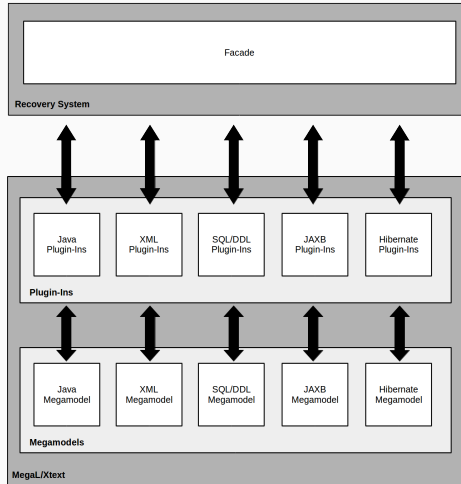 Facade
Recovery System
Java
Plugin-Ins
XML
Plugin-Ins
SQL/DDL
Plugin-Ins
JAXB
Plugin-Ins
Hibernate
Plugin-Ins
Plugin-Ins
Java
Megamodel
XML
Megamodel
SQL/DDL
Megamodel
JAXB
Megamodel
Hibernate
Megamodel
Megamodels
MegaL/Xtext